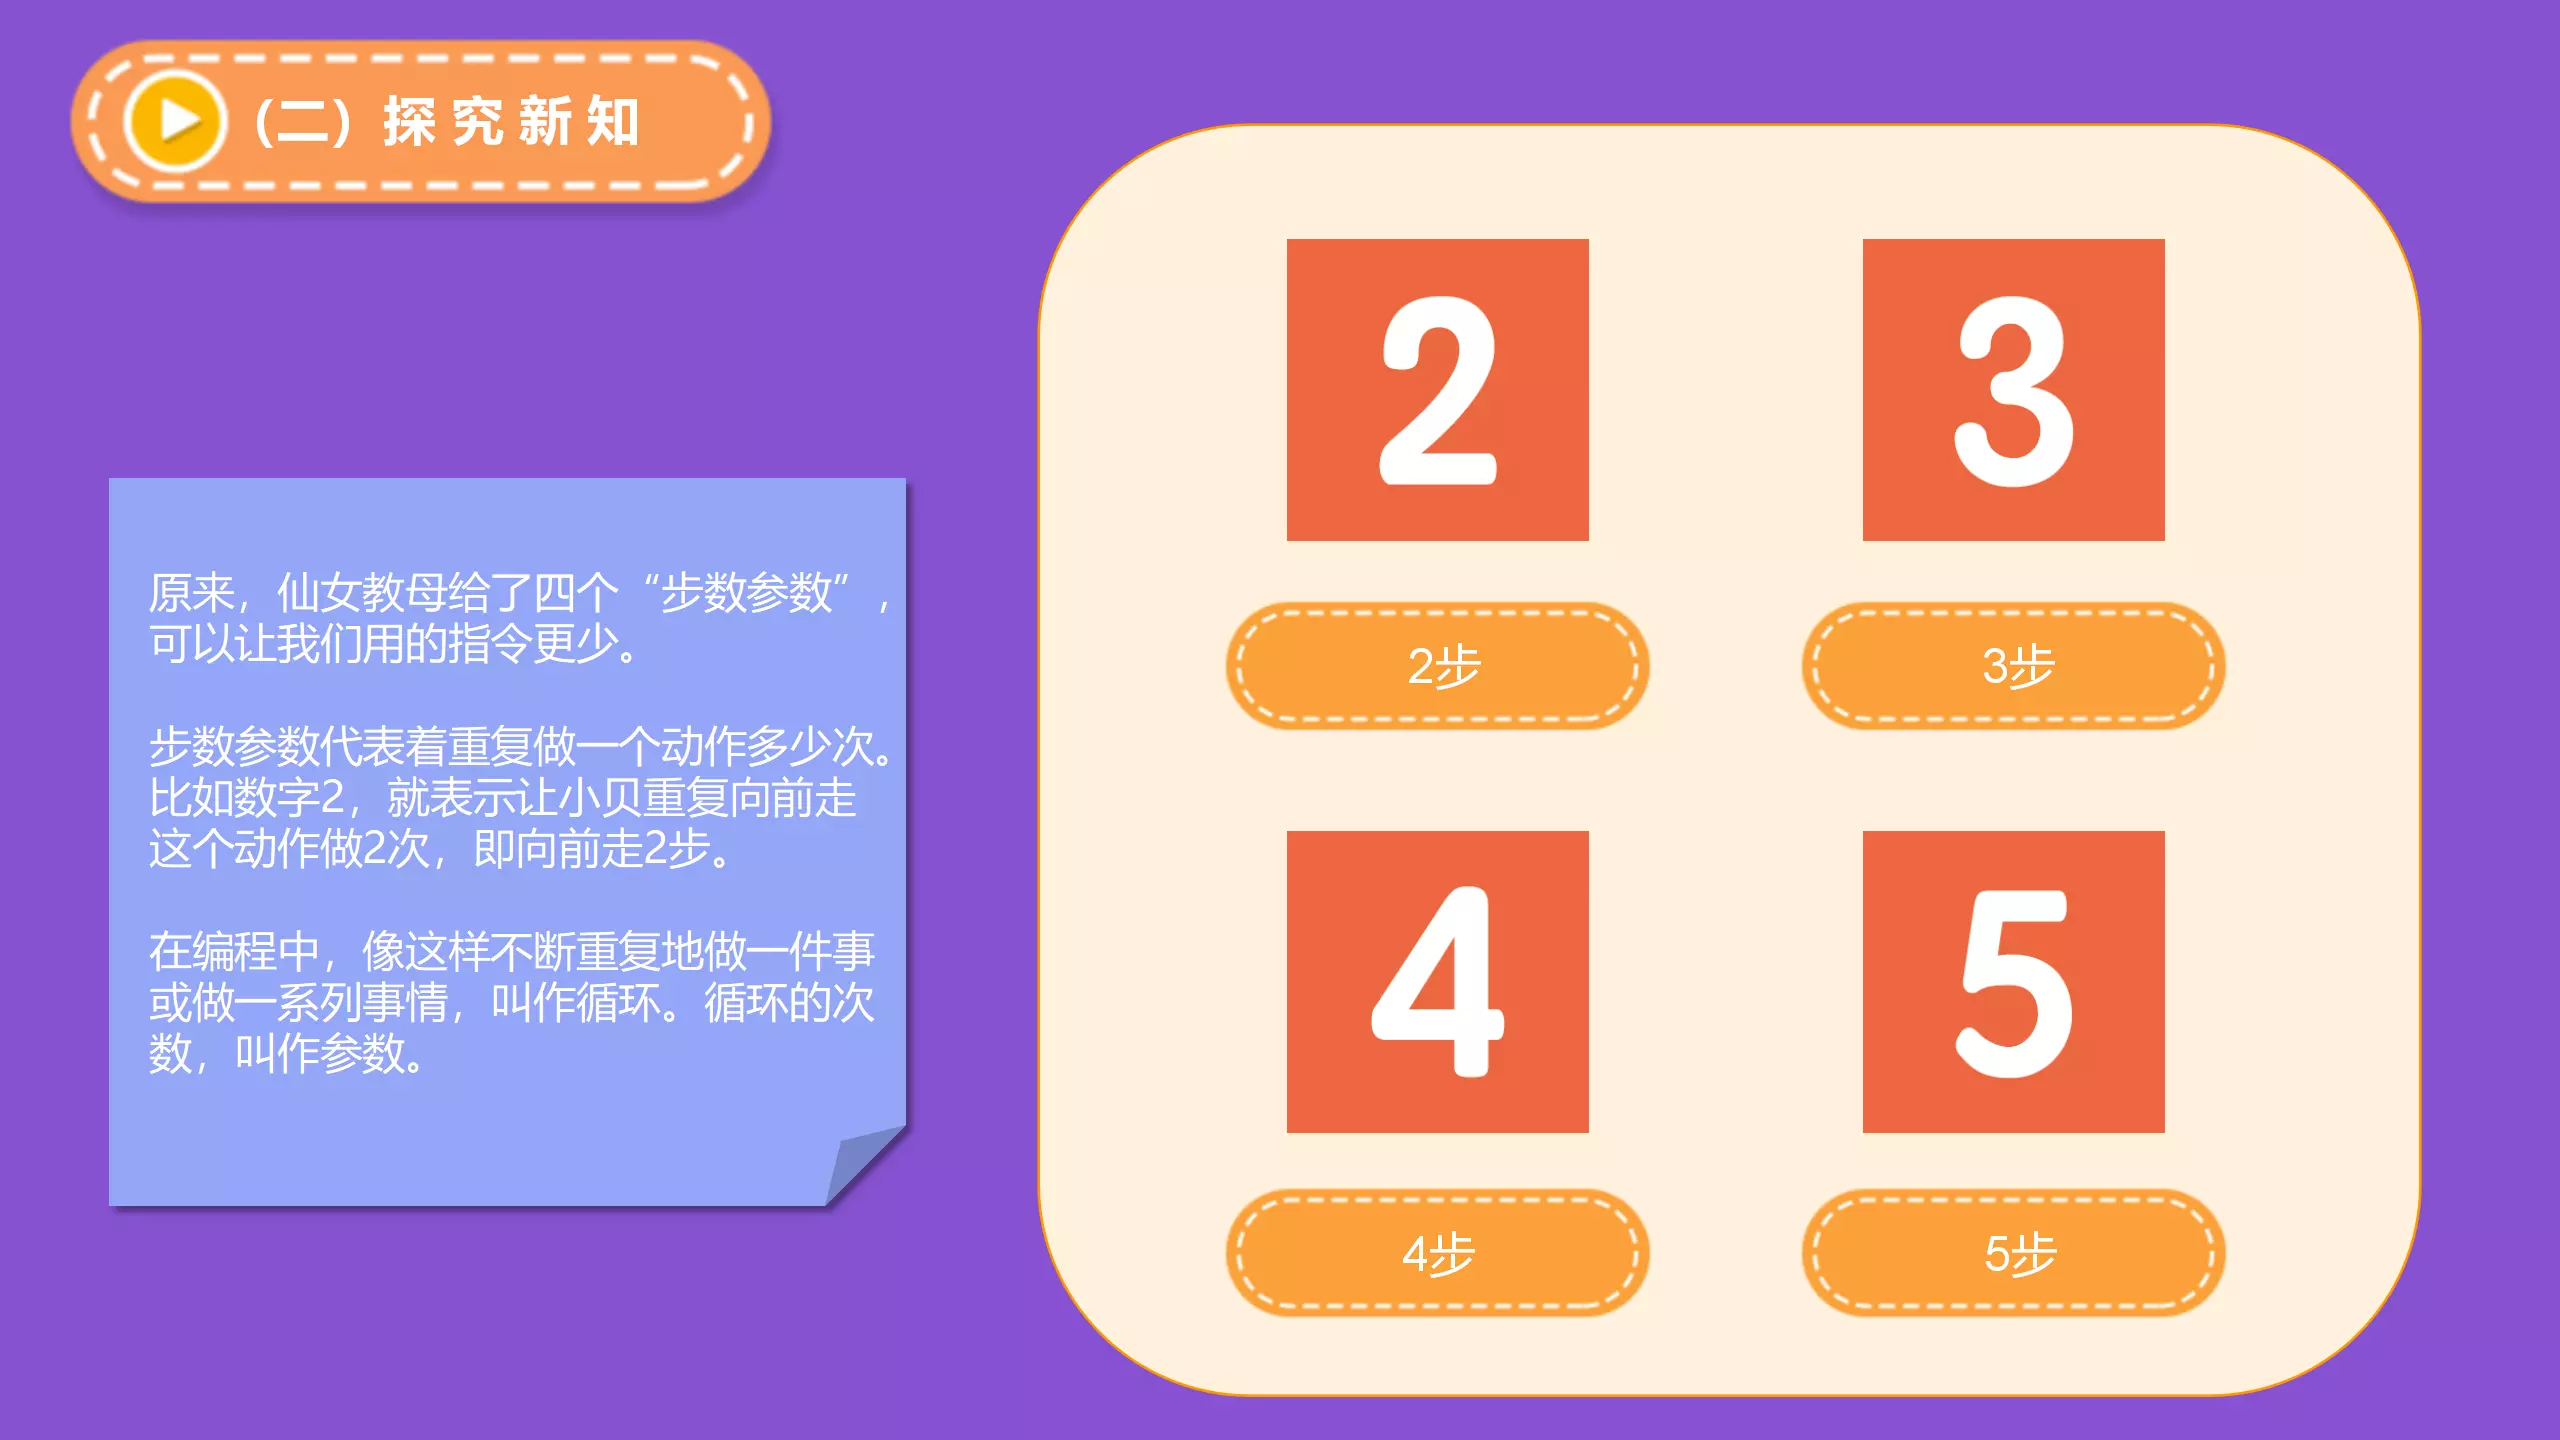 (二) 探究新知
原来，仙女教母给了四个“步数参数”，
可以让我们用的指令更少。
步数参数代表着重复做一个动作多少次。
比如数字2，就表示让小贝重复向前走
这个动作做2次，即向前走2步。
在编程中，像这样不断重复地做一件事
或做一系列事情，叫作循环。循环的次
数，叫作参数。
2
3
2步
3步
4
5
4步
5步